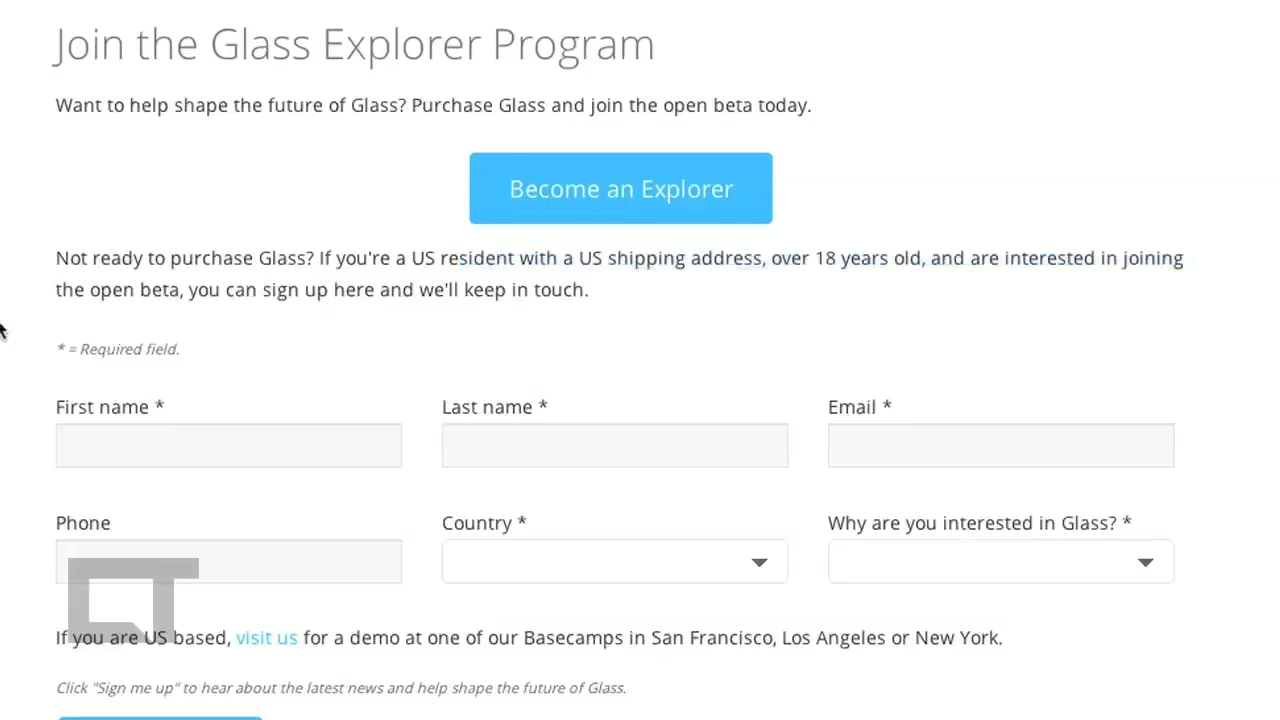 Join the Glass Explorer Program
Want to help shape the future of Glass? Purchase Glass and join the open beta today.
Become an Explorer
Not ready to purchase Glass? If you're a US resident with a US shipping address, over 18 years old, and are interested in joining
the open beta, you can sign up here and we'll keep in touch.
* = Required field.
First name * Last name * Email *
Phone Country * Why are you interested in Glass? *
If you are US based, visit us for a demo at one of our Basecamps in San Francisco, Los Angeles or New York.
Click "Sign me up" to hear about the latest news and help shape the future of Glass.